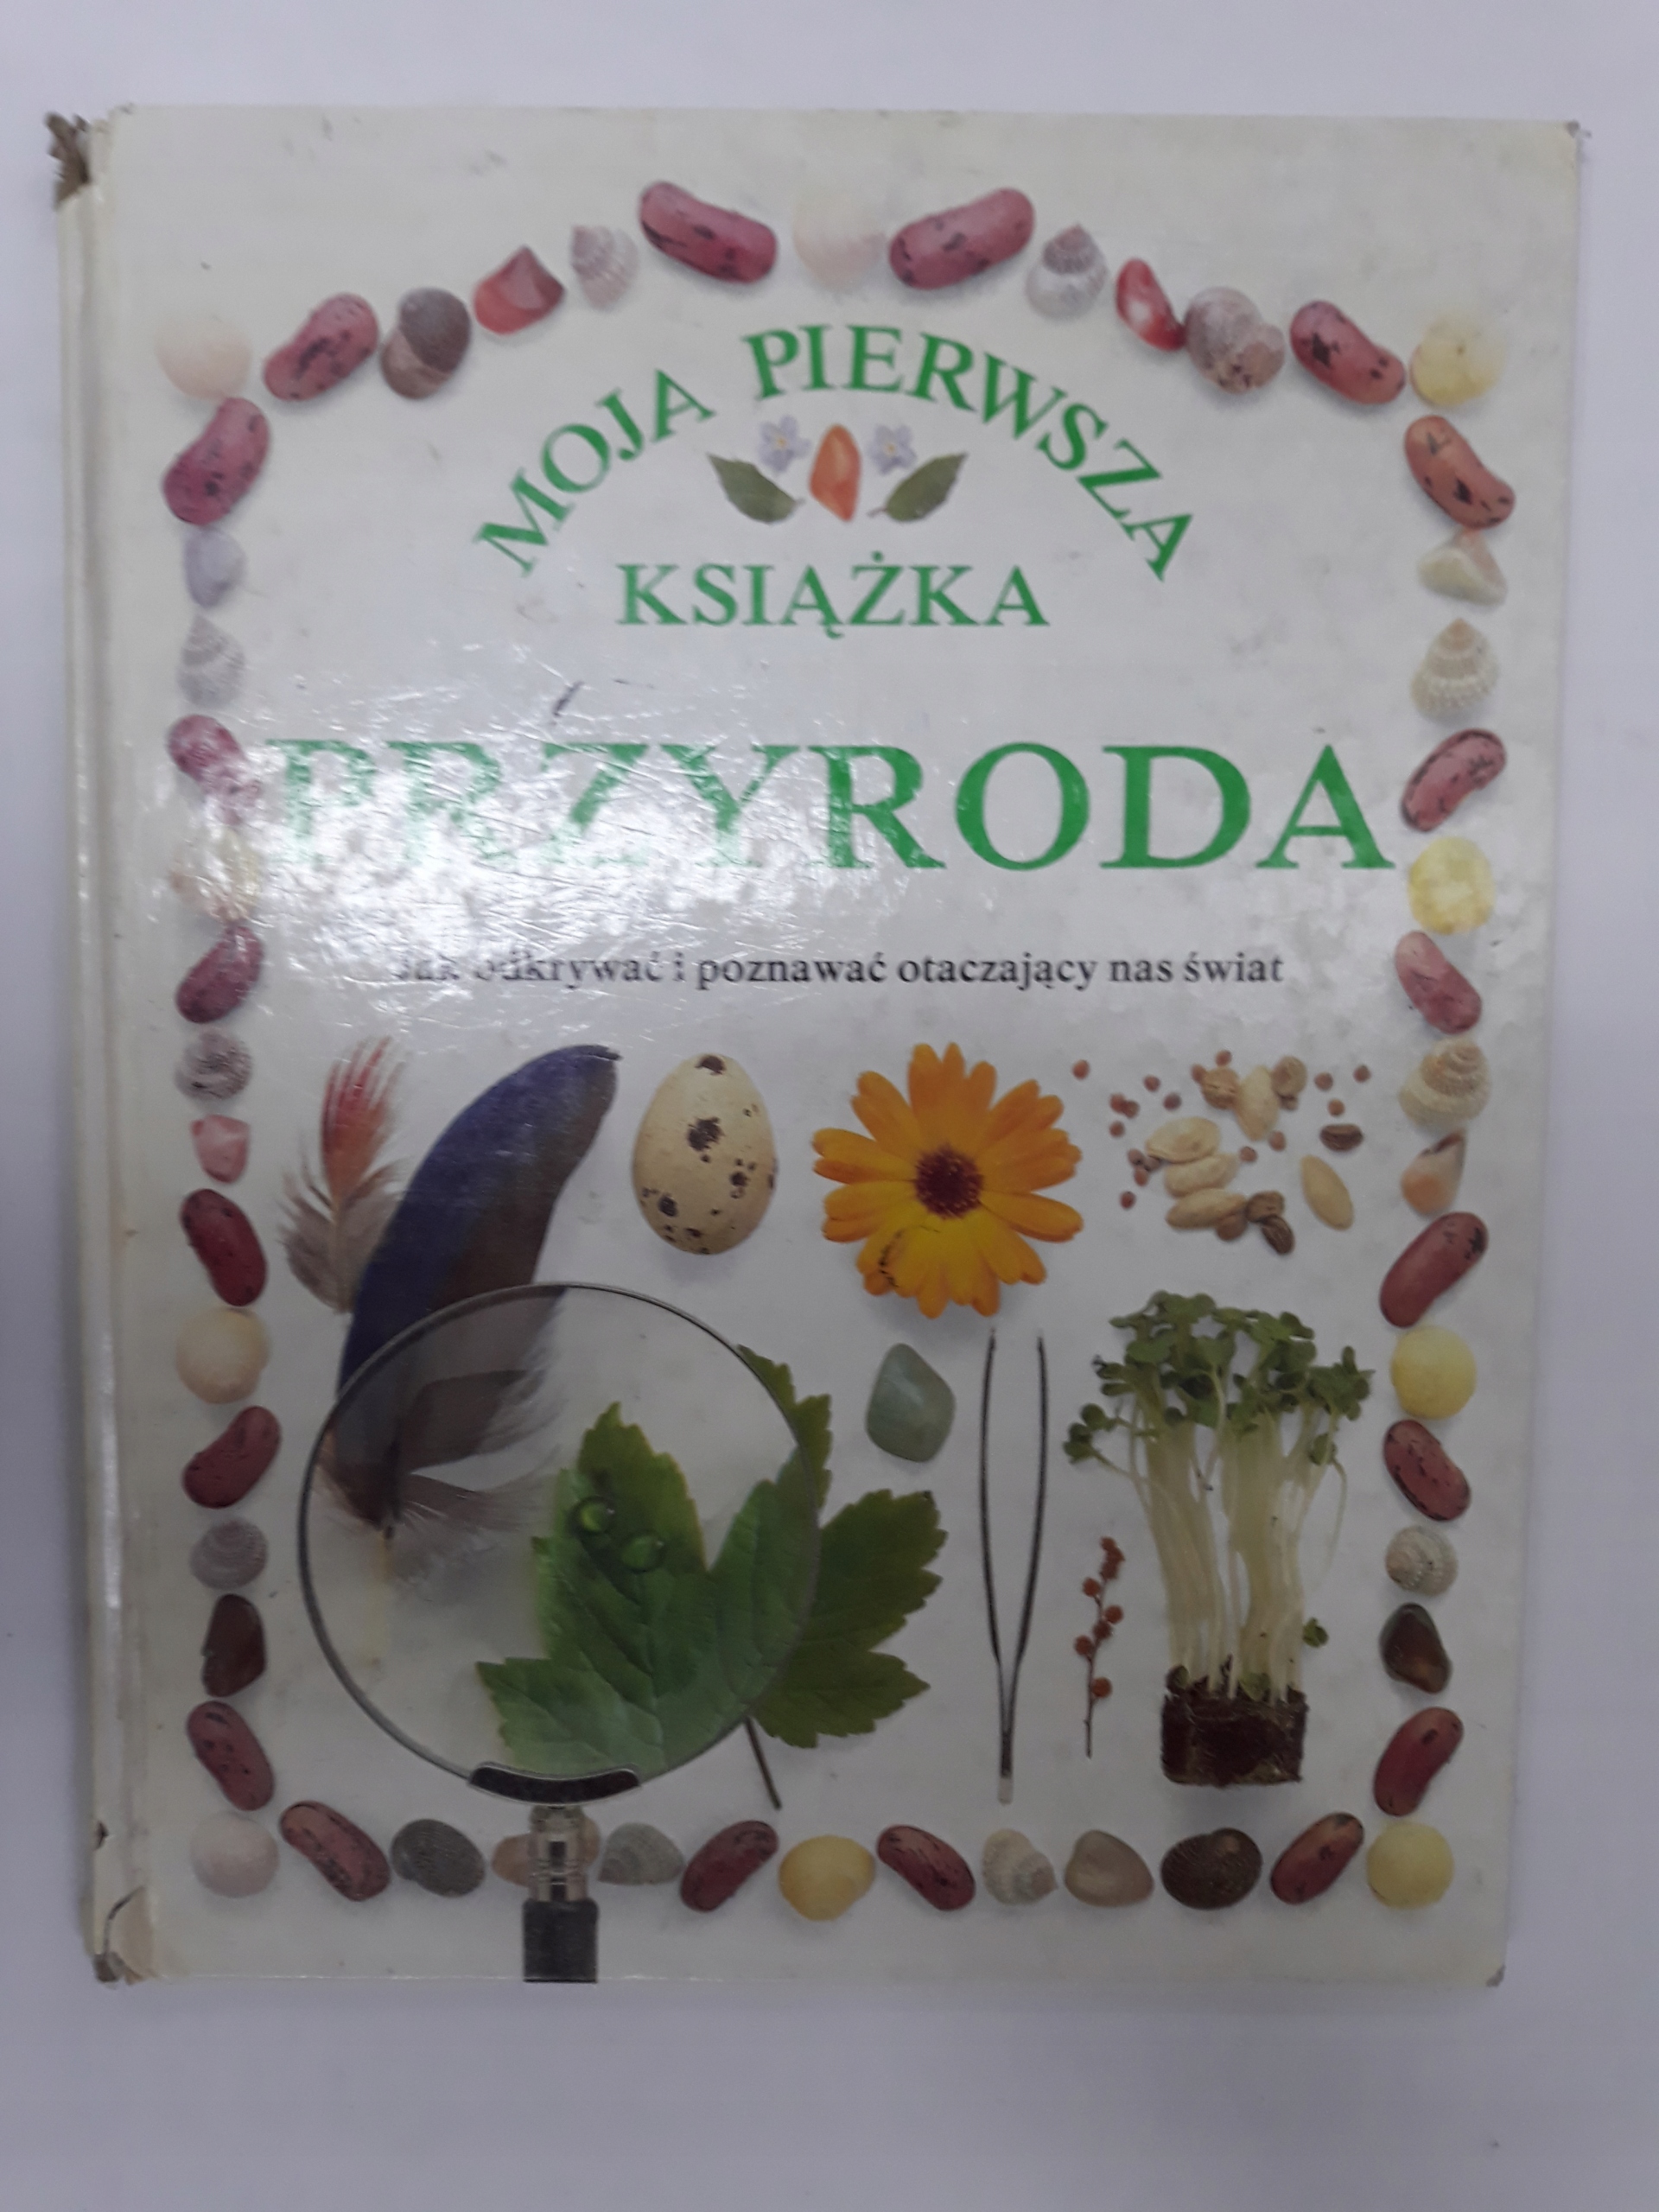 MOJA PIERWSZA
KSIĄŻKA
PRZYRODA
Jak odkrywać i poznawać otaczający nas świat